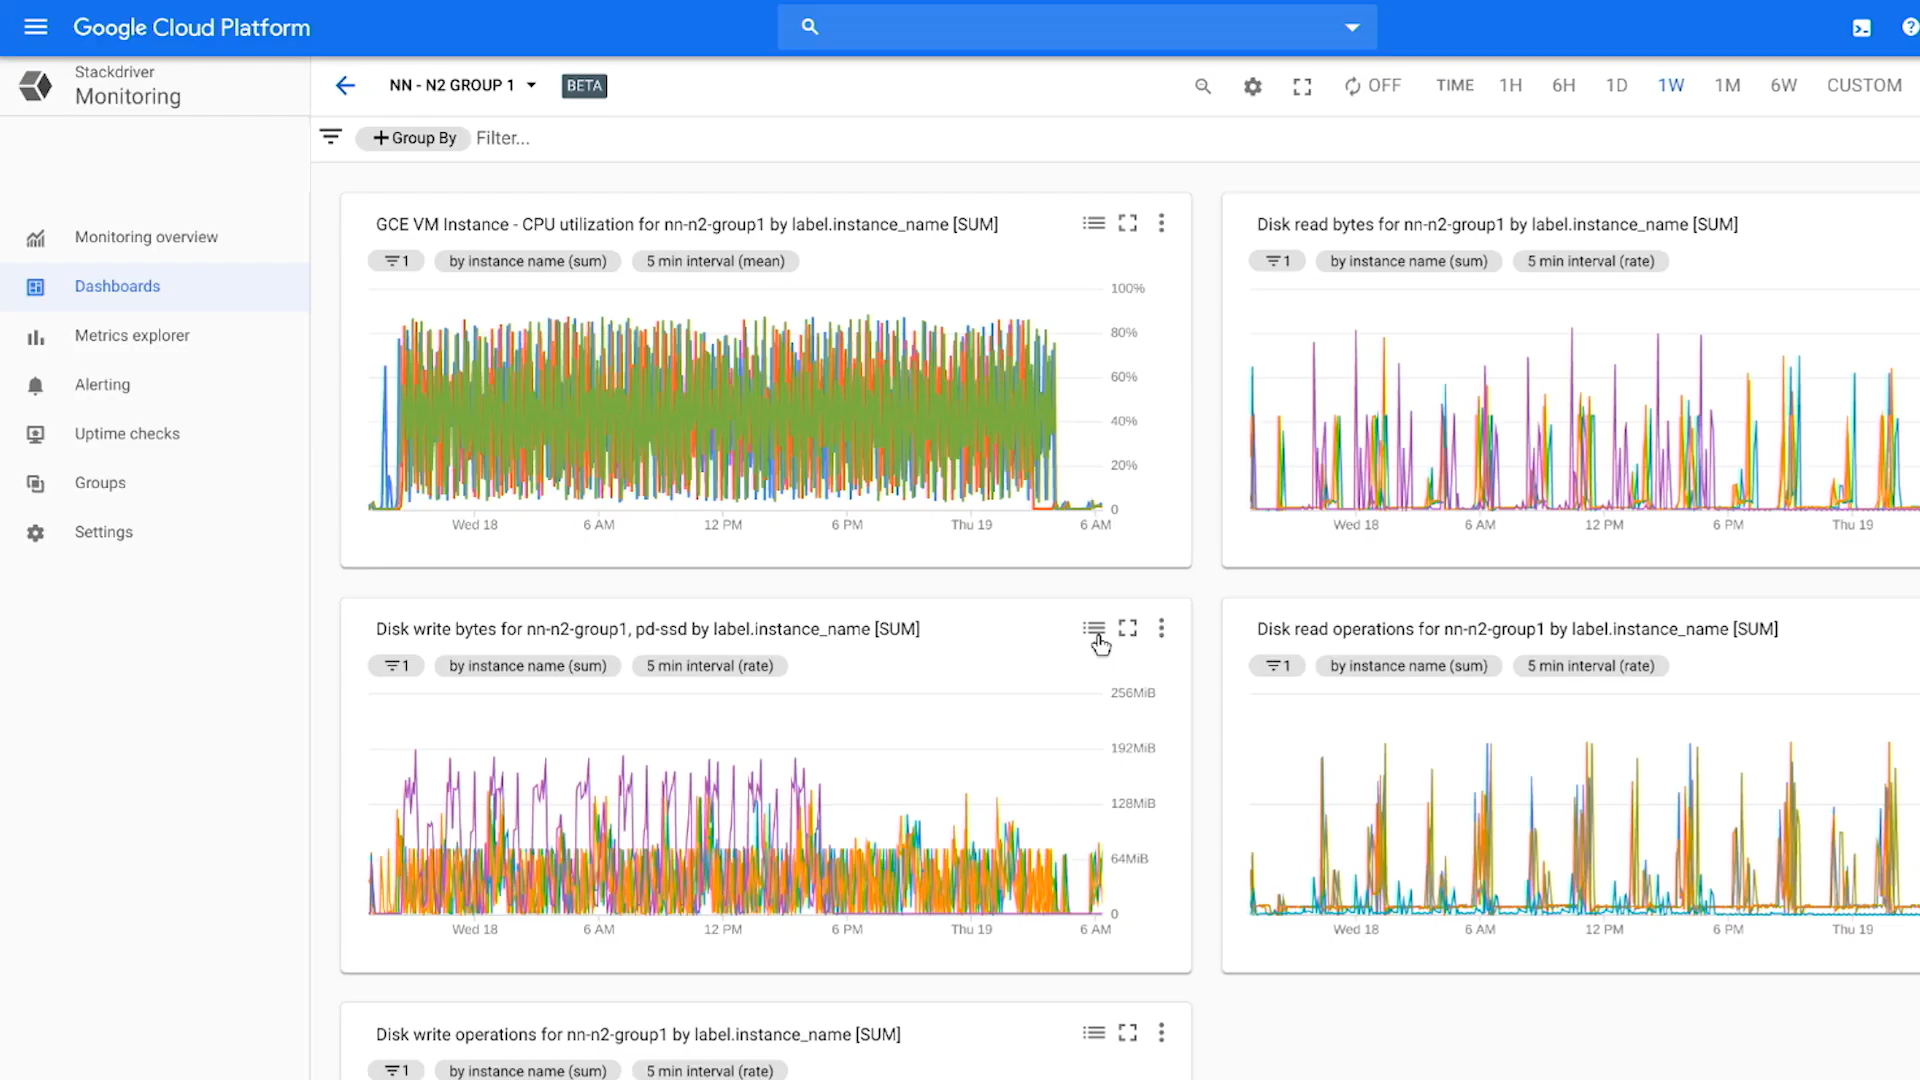 Google Cloud Platform
Stackdriver
Monitoring
NN - N2 GROUP 1
BETA
OFF
TIME
1H
6H
1D
1W
1M
6W
CUSTOM
Group By
Filter...
Monitoring overview
Dashboards
Metrics explorer
Alerting
Uptime checks
Groups
Settings
GCE VM Instance - CPU utilization for nn-n2-group1 by label.instance_name [SUM]
1
by instance name (sum)
5 min interval (mean)
100%
80%
60%
40%
20%
0
Wed 18
6 AM
12 PM
6 PM
Thu 19
6 AM
Disk read bytes for nn-n2-group1 by label.instance_name [SUM]
1
by instance name (sum)
5 min interval (rate)
Wed 18
6 AM
12 PM
6 PM
Thu 19
Disk write bytes for nn-n2-group1, pd-ssd by label.instance_name [SUM]
1
by instance name (sum)
5 min interval (rate)
256MiB
192MiB
128MiB
64MiB
0
Wed 18
6 AM
12 PM
6 PM
Thu 19
6 AM
Disk read operations for nn-n2-group1 by label.instance_name [SUM]
1
by instance name (sum)
5 min interval (rate)
Wed 18
6 AM
12 PM
6 PM
Thu 19
Disk write operations for nn-n2-group1 by label.instance_name [SUM]
1
by instance name (sum)
5 min interval (rate)